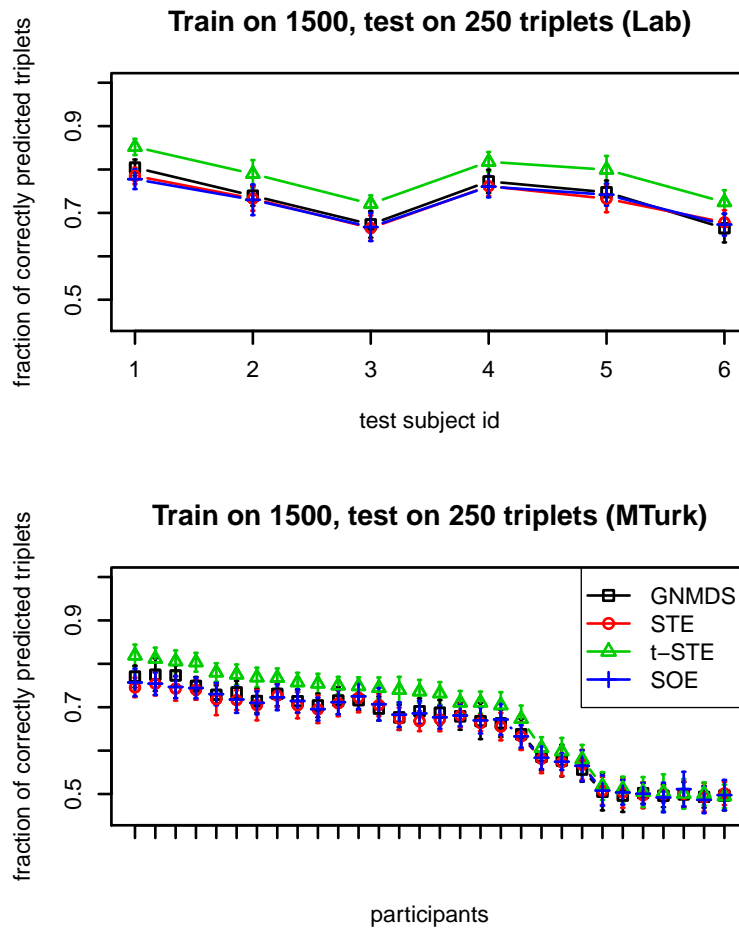 Train on 1500, test on 250 triplets (Lab)
fraction of correctly predicted triplets
0.9
0.7
0.5
1 2 3 4 5 6
test subject id
Train on 1500, test on 250 triplets (MTurk)
fraction of correctly predicted triplets
0.9
0.7
0.5
GNMDS
STE
t−STE
SOE
participants